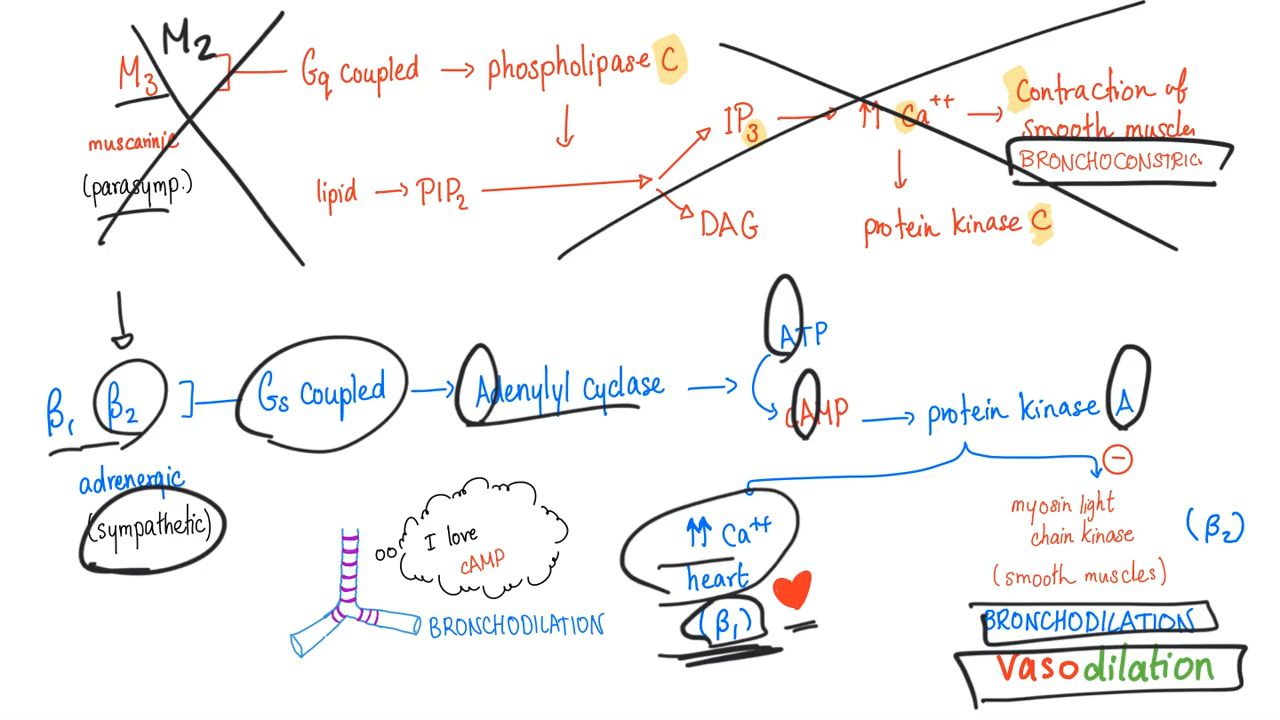 M2
M3
Gq coupled → phospholipase C
muscarinic
(parasymp.)
lipid → PIP2
IP3 → ↑↑ Ca++ → Contraction of
smooth muscles
BRONCHOCONSTRIC
DAG
protein kinase C
ATP
β1 β2 Gs coupled → Adenylyl cyclase →
cAMP → protein kinase A
adrenergic
(sympathetic)
I love
cAMP
BRONCHODILATION
↑↑ Ca++
heart
(β1)
−
myosin light
chain kinase
(β2)
(smooth muscles)
BRONCHODILATION
vasodilation